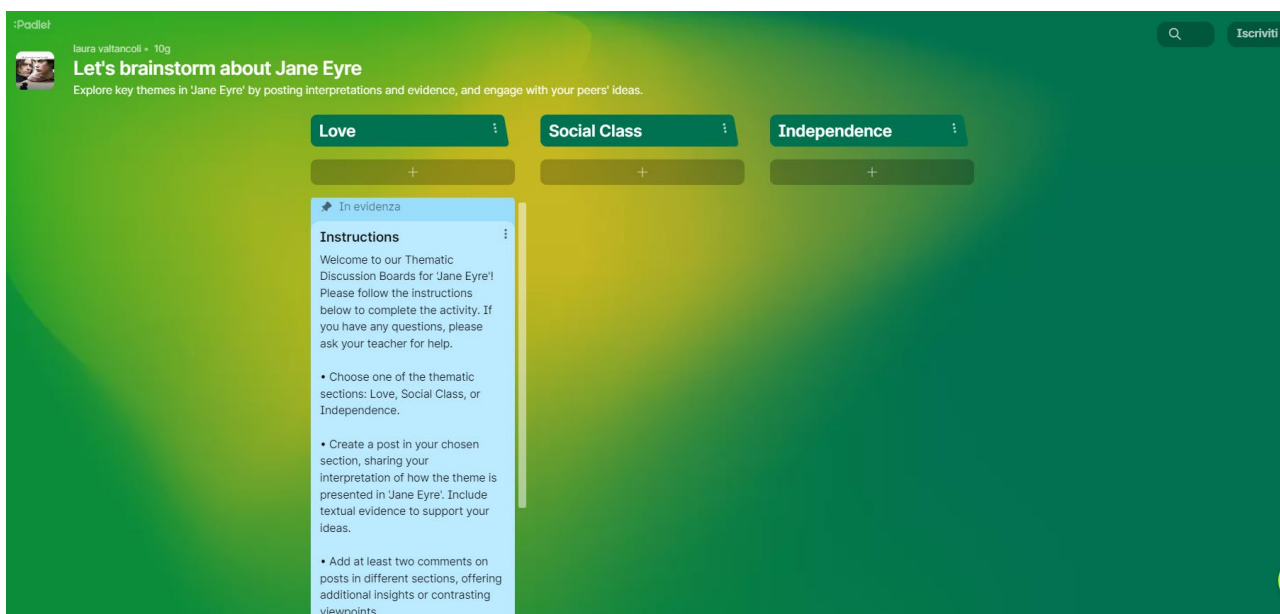 :Padlet
laura valtancoli • 10g
Let's brainstorm about Jane Eyre
Explore key themes in 'Jane Eyre' by posting interpretations and evidence, and engage with your peers' ideas.
Iscriviti
Love
Social Class
Independence
In evidenza
Instructions
Welcome to our Thematic
Discussion Boards for 'Jane Eyre'!
Please follow the instructions
below to complete the activity. If
you have any questions, please
ask your teacher for help.
• Choose one of the thematic
sections: Love, Social Class, or
Independence.
• Create a post in your chosen
section, sharing your
interpretation of how the theme is
presented in 'Jane Eyre'. Include
textual evidence to support your
ideas.
• Add at least two comments on
posts in different sections, offering
additional insights or contrasting
viewpoints